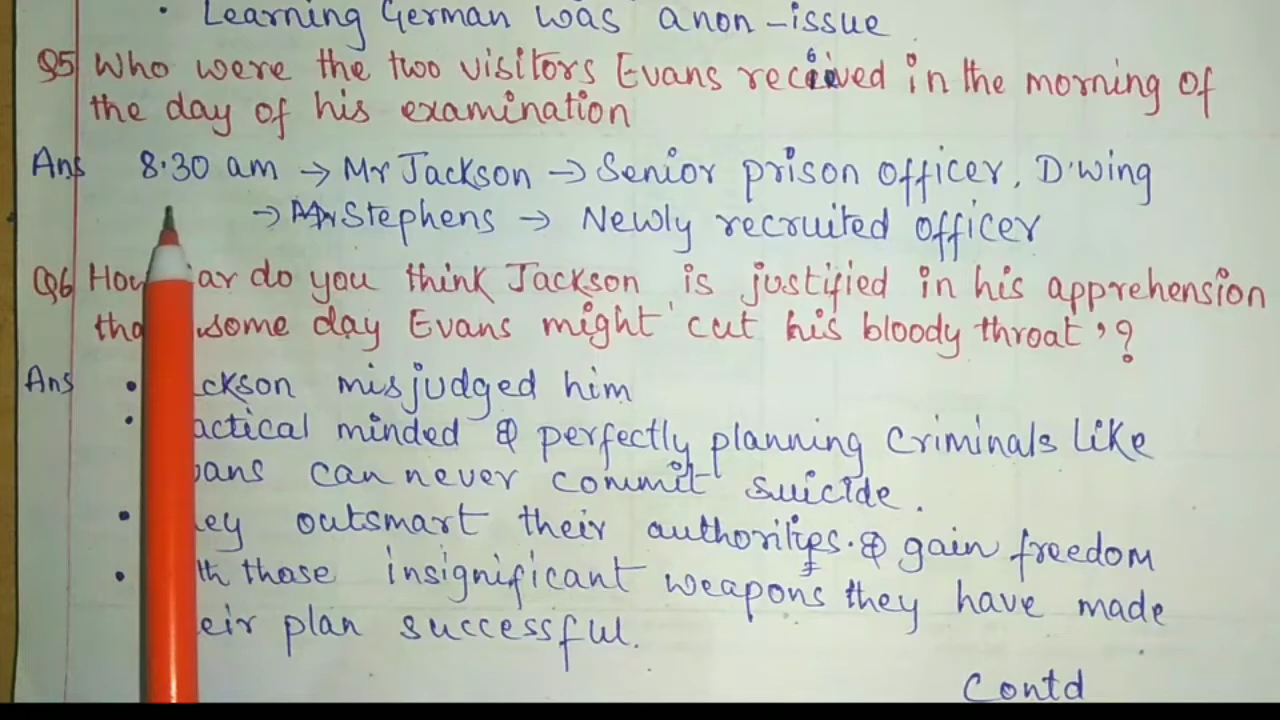 • Learning German was a non-issue
Q5 Who were the two visitors Evans received in the morning of
the day of his examination
Ans 8.30 am → Mr Jackson → Senior prison officer, D'wing
→ Mr Stephens → Newly recruited officer
Q6 How far do you think Jackson is justified in his apprehension
some day Evans might 'cut his bloody throat'?
Ans • ckson misjudged him
• actical minded & perfectly planning criminals like
ans can never commit suicide.
• ey outsmart their authorities. & gain freedom
• th those insignificant weapons they have made
eir plan successful.
Contd